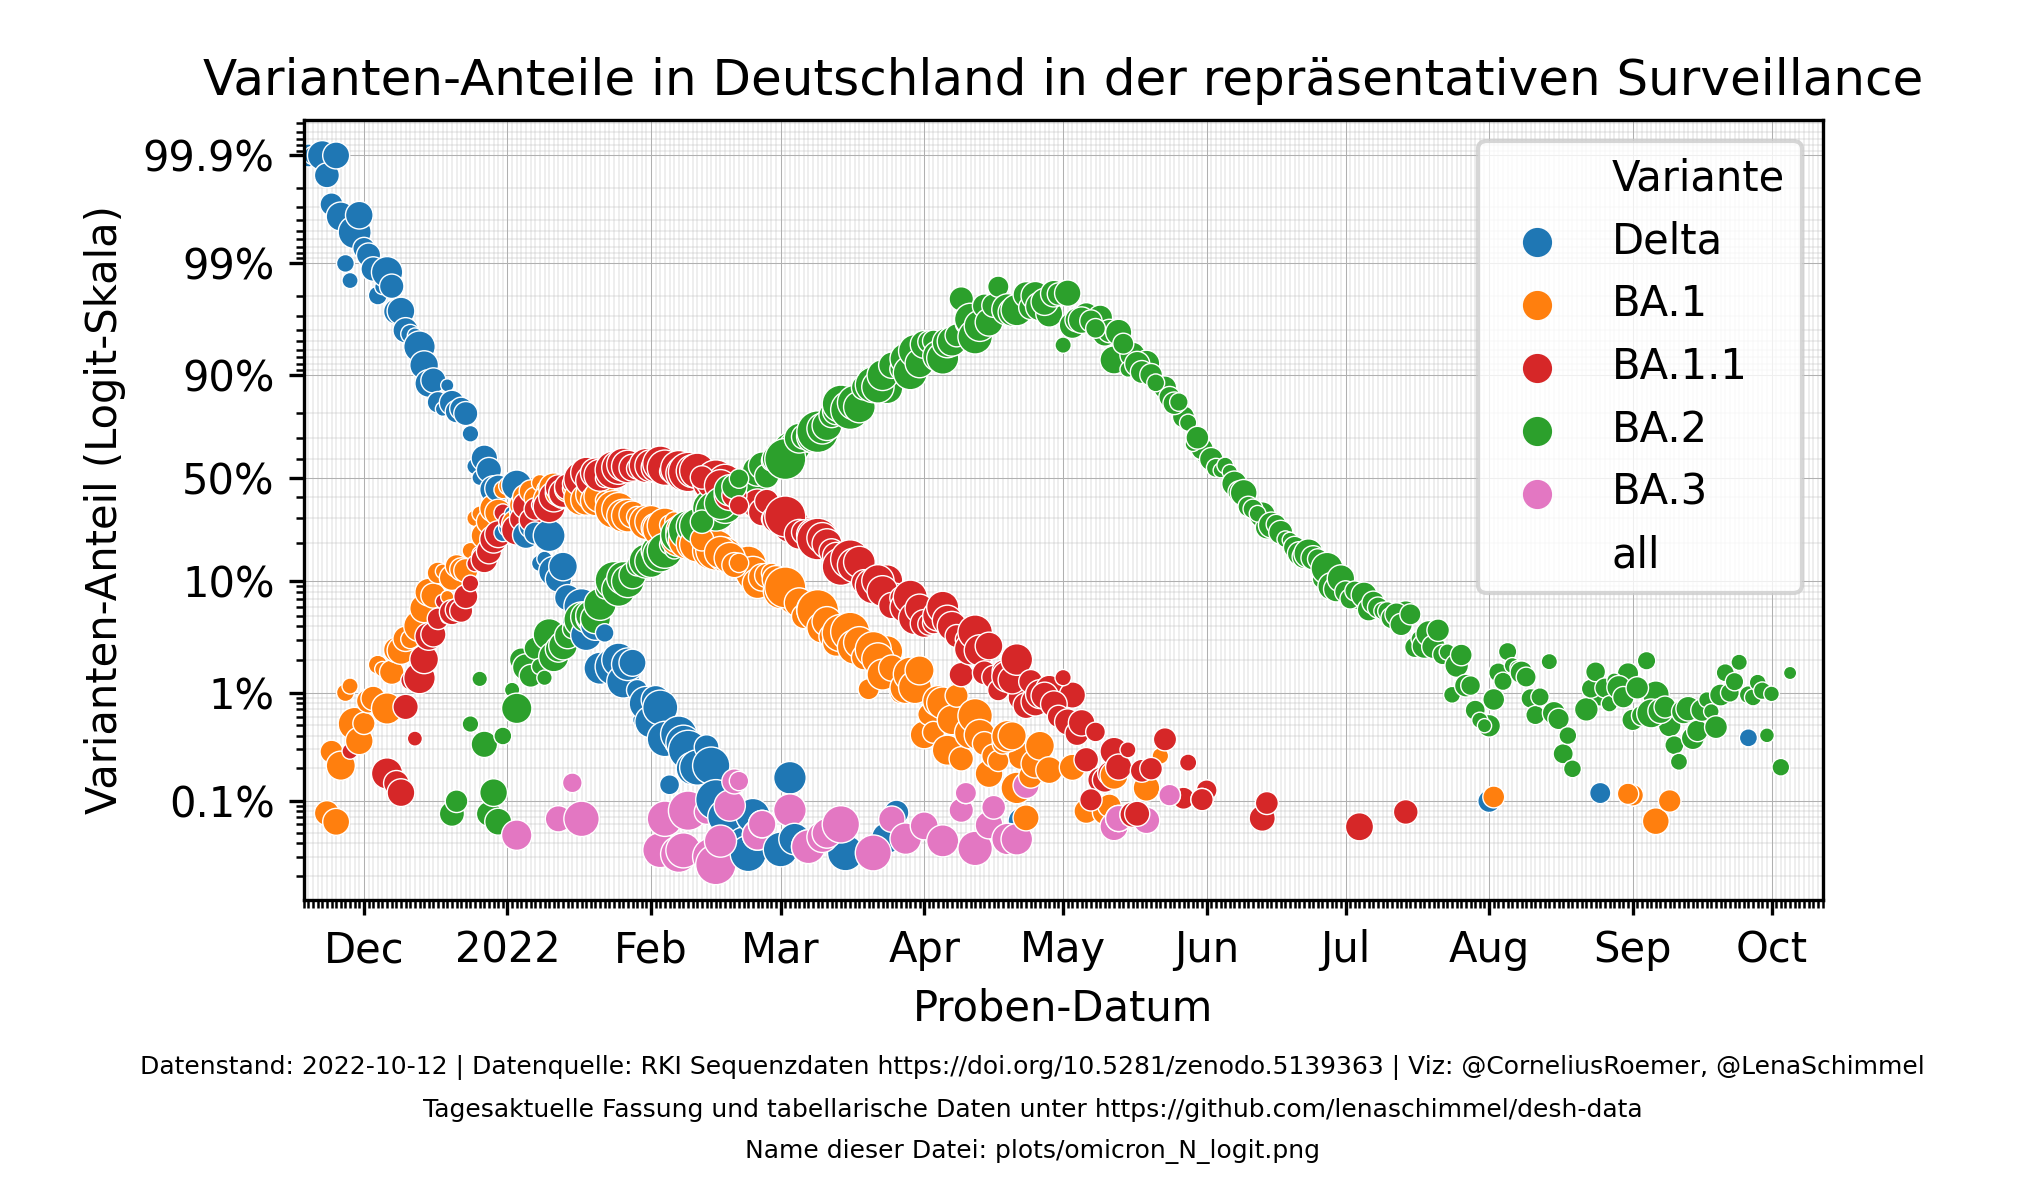 Varianten-Anteile in Deutschland in der repräsentativen Surveillance
Varianten-Anteil (Logit-Skala)
99.9%
99%
90%
50%
10%
1%
0.1%
Variante
Delta
BA.1
BA.1.1
BA.2
BA.3
all
Dec 2022 Feb Mar Apr May Jun Jul Aug Sep Oct
Proben-Datum
Datenstand: 2022-10-12 | Datenquelle: RKI Sequenzdaten https://doi.org/10.5281/zenodo.5139363 | Viz: @CorneliusRoemer, @LenaSchimmel
Tagesaktuelle Fassung und tabellarische Daten unter https://github.com/lenaschimmel/desh-data
Name dieser Datei: plots/omicron_N_logit.png